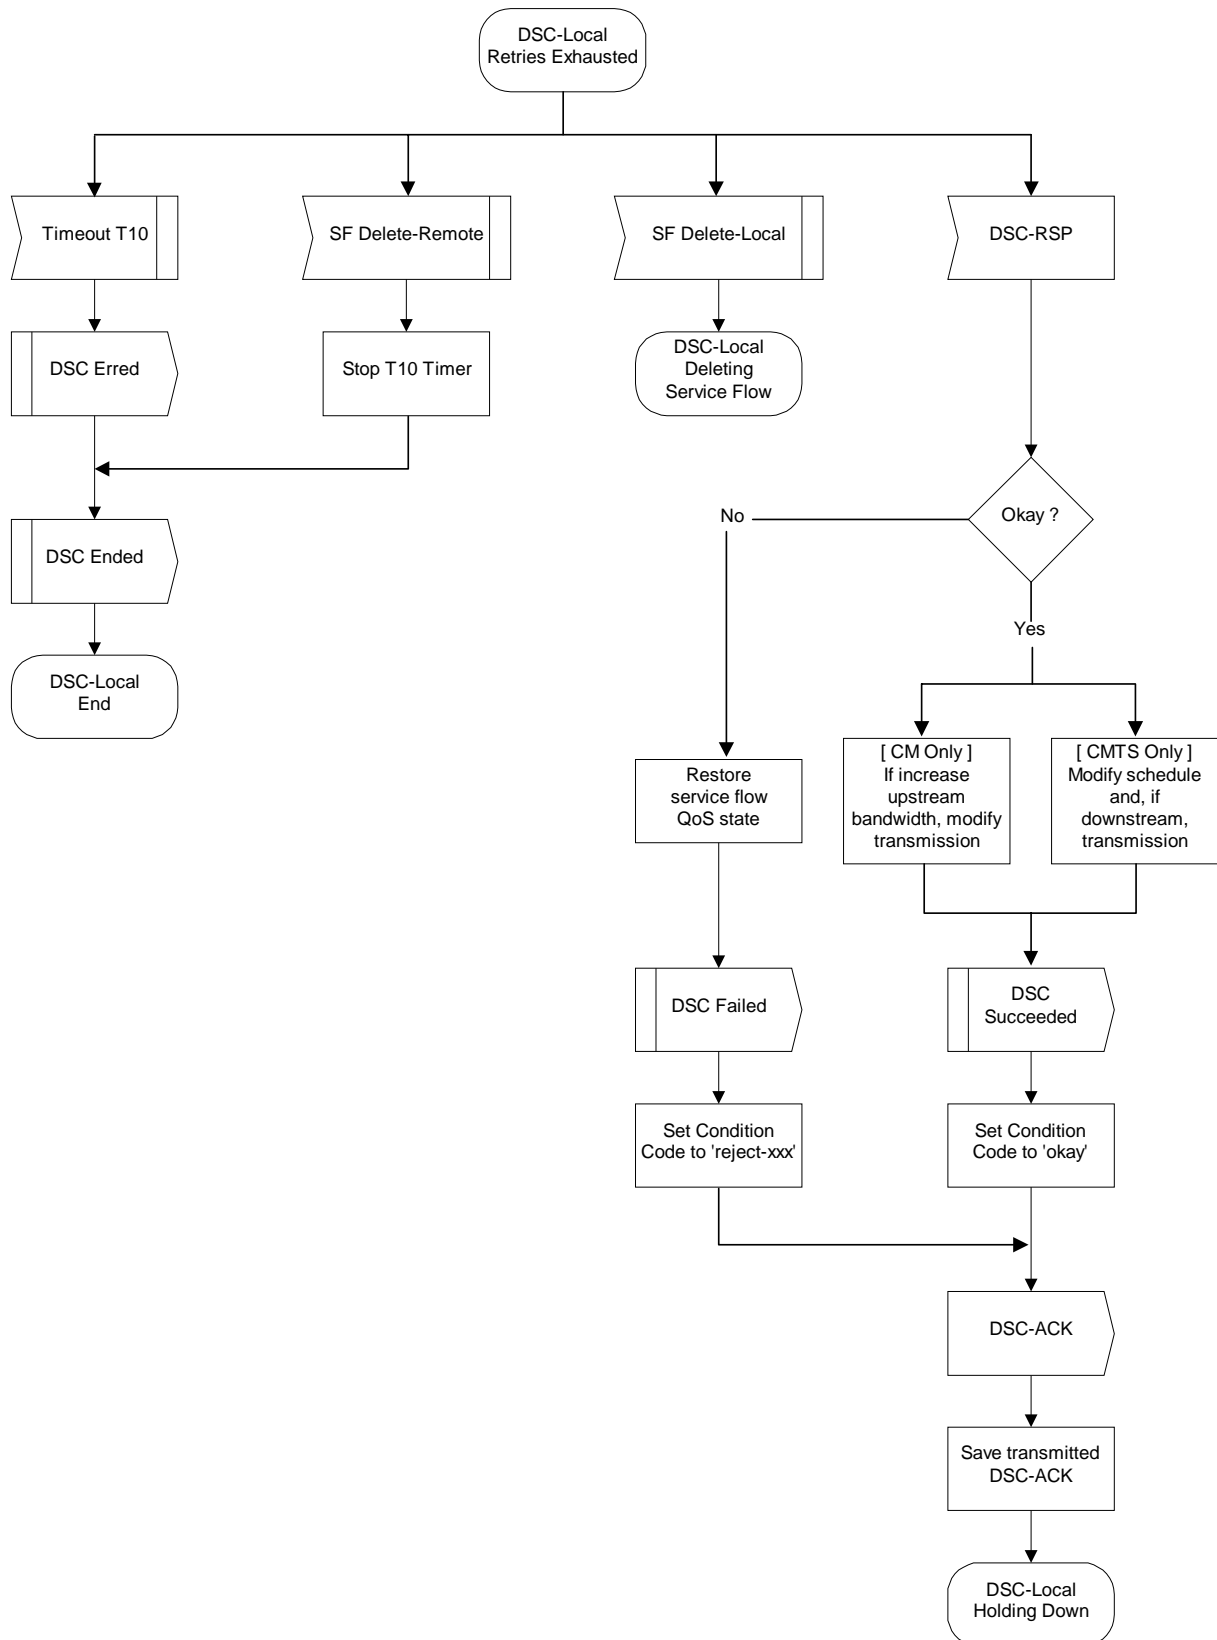 DSC-Local
Retries Exhausted
Timeout T10
SF Delete-Remote
SF Delete-Local
DSC-RSP
DSC Erred
Stop T10 Timer
DSC-Local
Deleting
Service Flow
Okay ?
No
DSC Ended
Yes
DSC-Local
End
[ CM Only ]
If increase
upstream
bandwidth, modify
transmission
[ CMTS Only ]
Modify schedule
and, if
downstream,
transmission
Restore
service flow
QoS state
DSC Failed
DSC
Succeeded
Set Condition
Code to 'reject-xxx'
Set Condition
Code to 'okay'
DSC-ACK
Save transmitted
DSC-ACK
DSC-Local
Holding Down